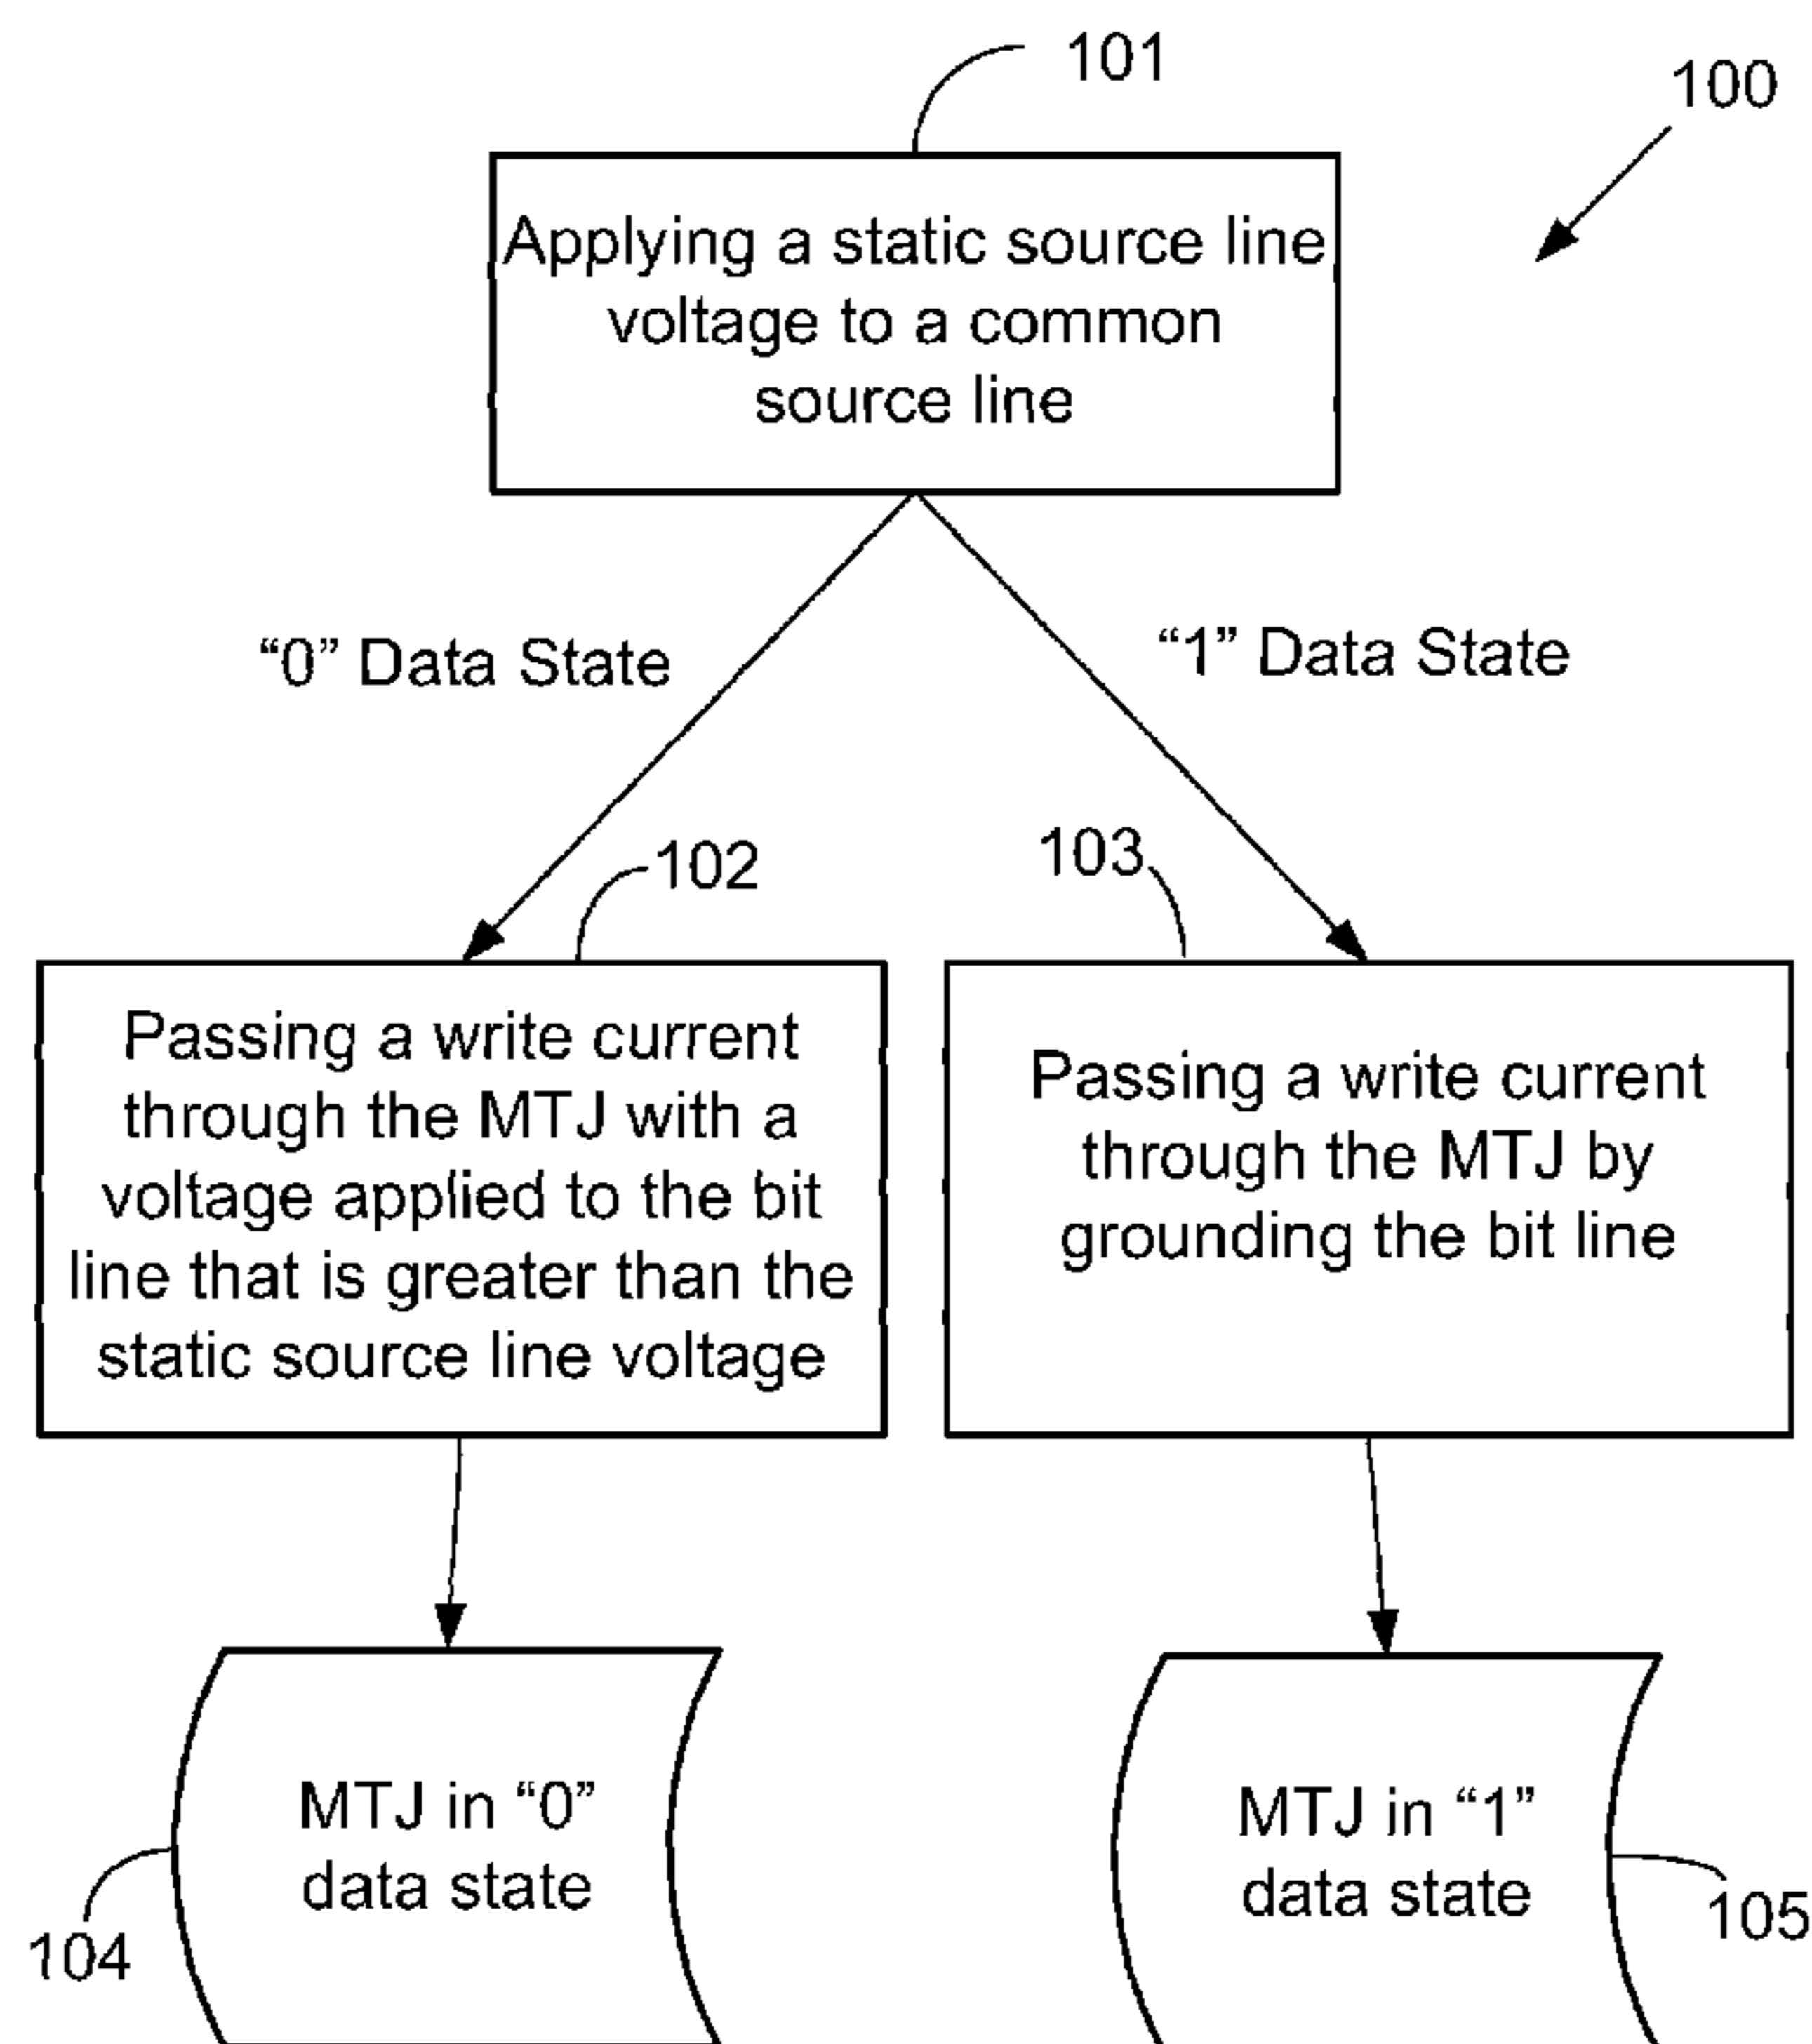 101
100
Applying a static source line
voltage to a common
source line
“0” Data State
“1” Data State
102
103
Passing a write current
through the MTJ with a
voltage applied to the bit
line that is greater than the
static source line voltage
Passing a write current
through the MTJ by
grounding the bit line
MTJ in “0”
data state
MTJ in “1”
data state
104
105